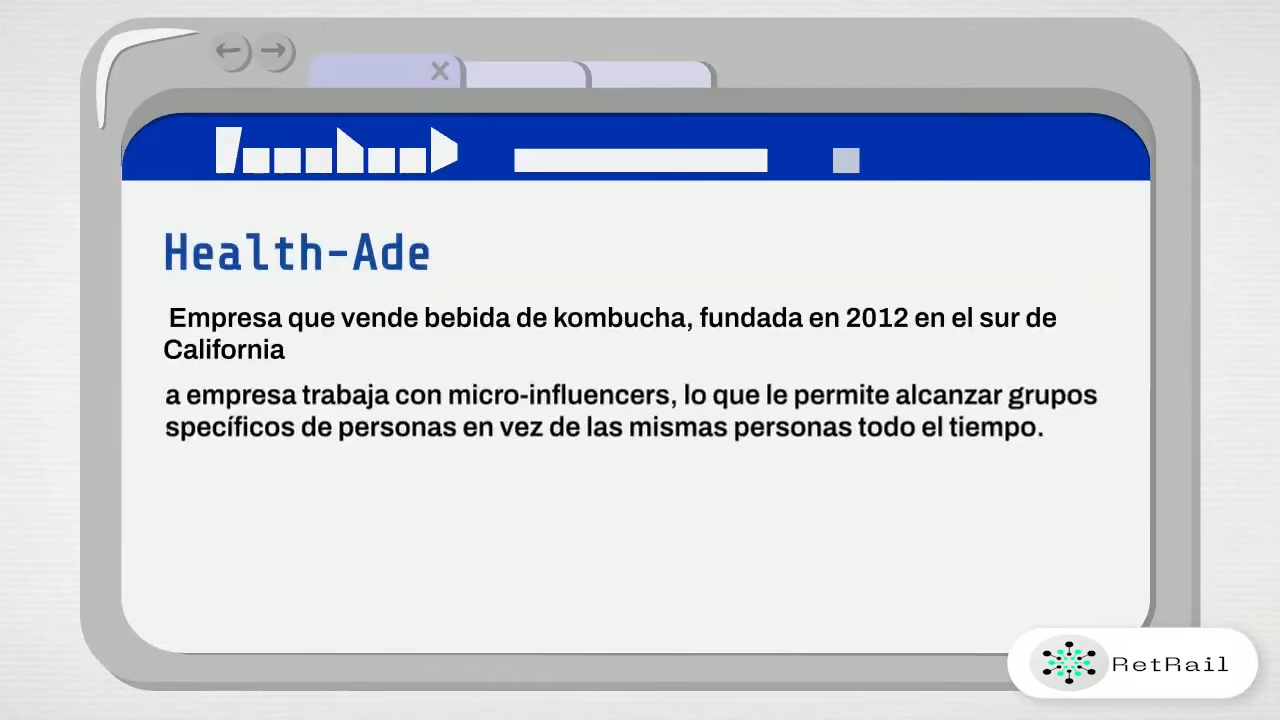 Health-Ade
Empresa que vende bebida de kombucha, fundada en 2012 en el sur de
California
a empresa trabaja con micro-influencers, lo que le permite alcanzar grupos
specíficos de personas en vez de las mismas personas todo el tiempo.
RetRail